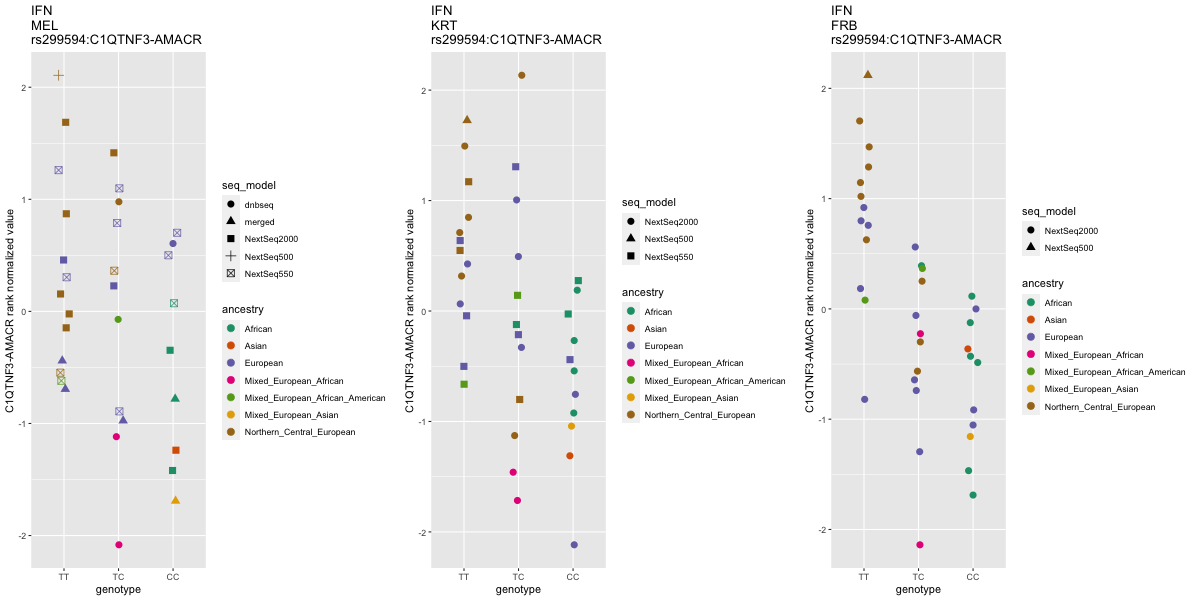 IFN
MEL
rs299594:C1QTNF3-AMACR
C1QTNF3-AMACR rank normalized value
2
1
0
-1
-2
TT
TC
CC
genotype
seq_model
dnbseq
merged
NextSeq2000
NextSeq500
NextSeq550
ancestry
African
Asian
European
Mixed_European_African
Mixed_European_African_American
Mixed_European_Asian
Northern_Central_European
IFN
KRT
rs299594:C1QTNF3-AMACR
C1QTNF3-AMACR rank normalized value
2
1
0
-1
-2
TT
TC
CC
genotype
seq_model
NextSeq2000
NextSeq500
NextSeq550
ancestry
African
Asian
European
Mixed_European_African
Mixed_European_African_American
Mixed_European_Asian
Northern_Central_European
IFN
FRB
rs299594:C1QTNF3-AMACR
C1QTNF3-AMACR rank normalized value
2
1
0
-1
-2
TT
TC
CC
genotype
seq_model
NextSeq2000
NextSeq500
ancestry
African
Asian
European
Mixed_European_African
Mixed_European_African_American
Mixed_European_Asian
Northern_Central_European